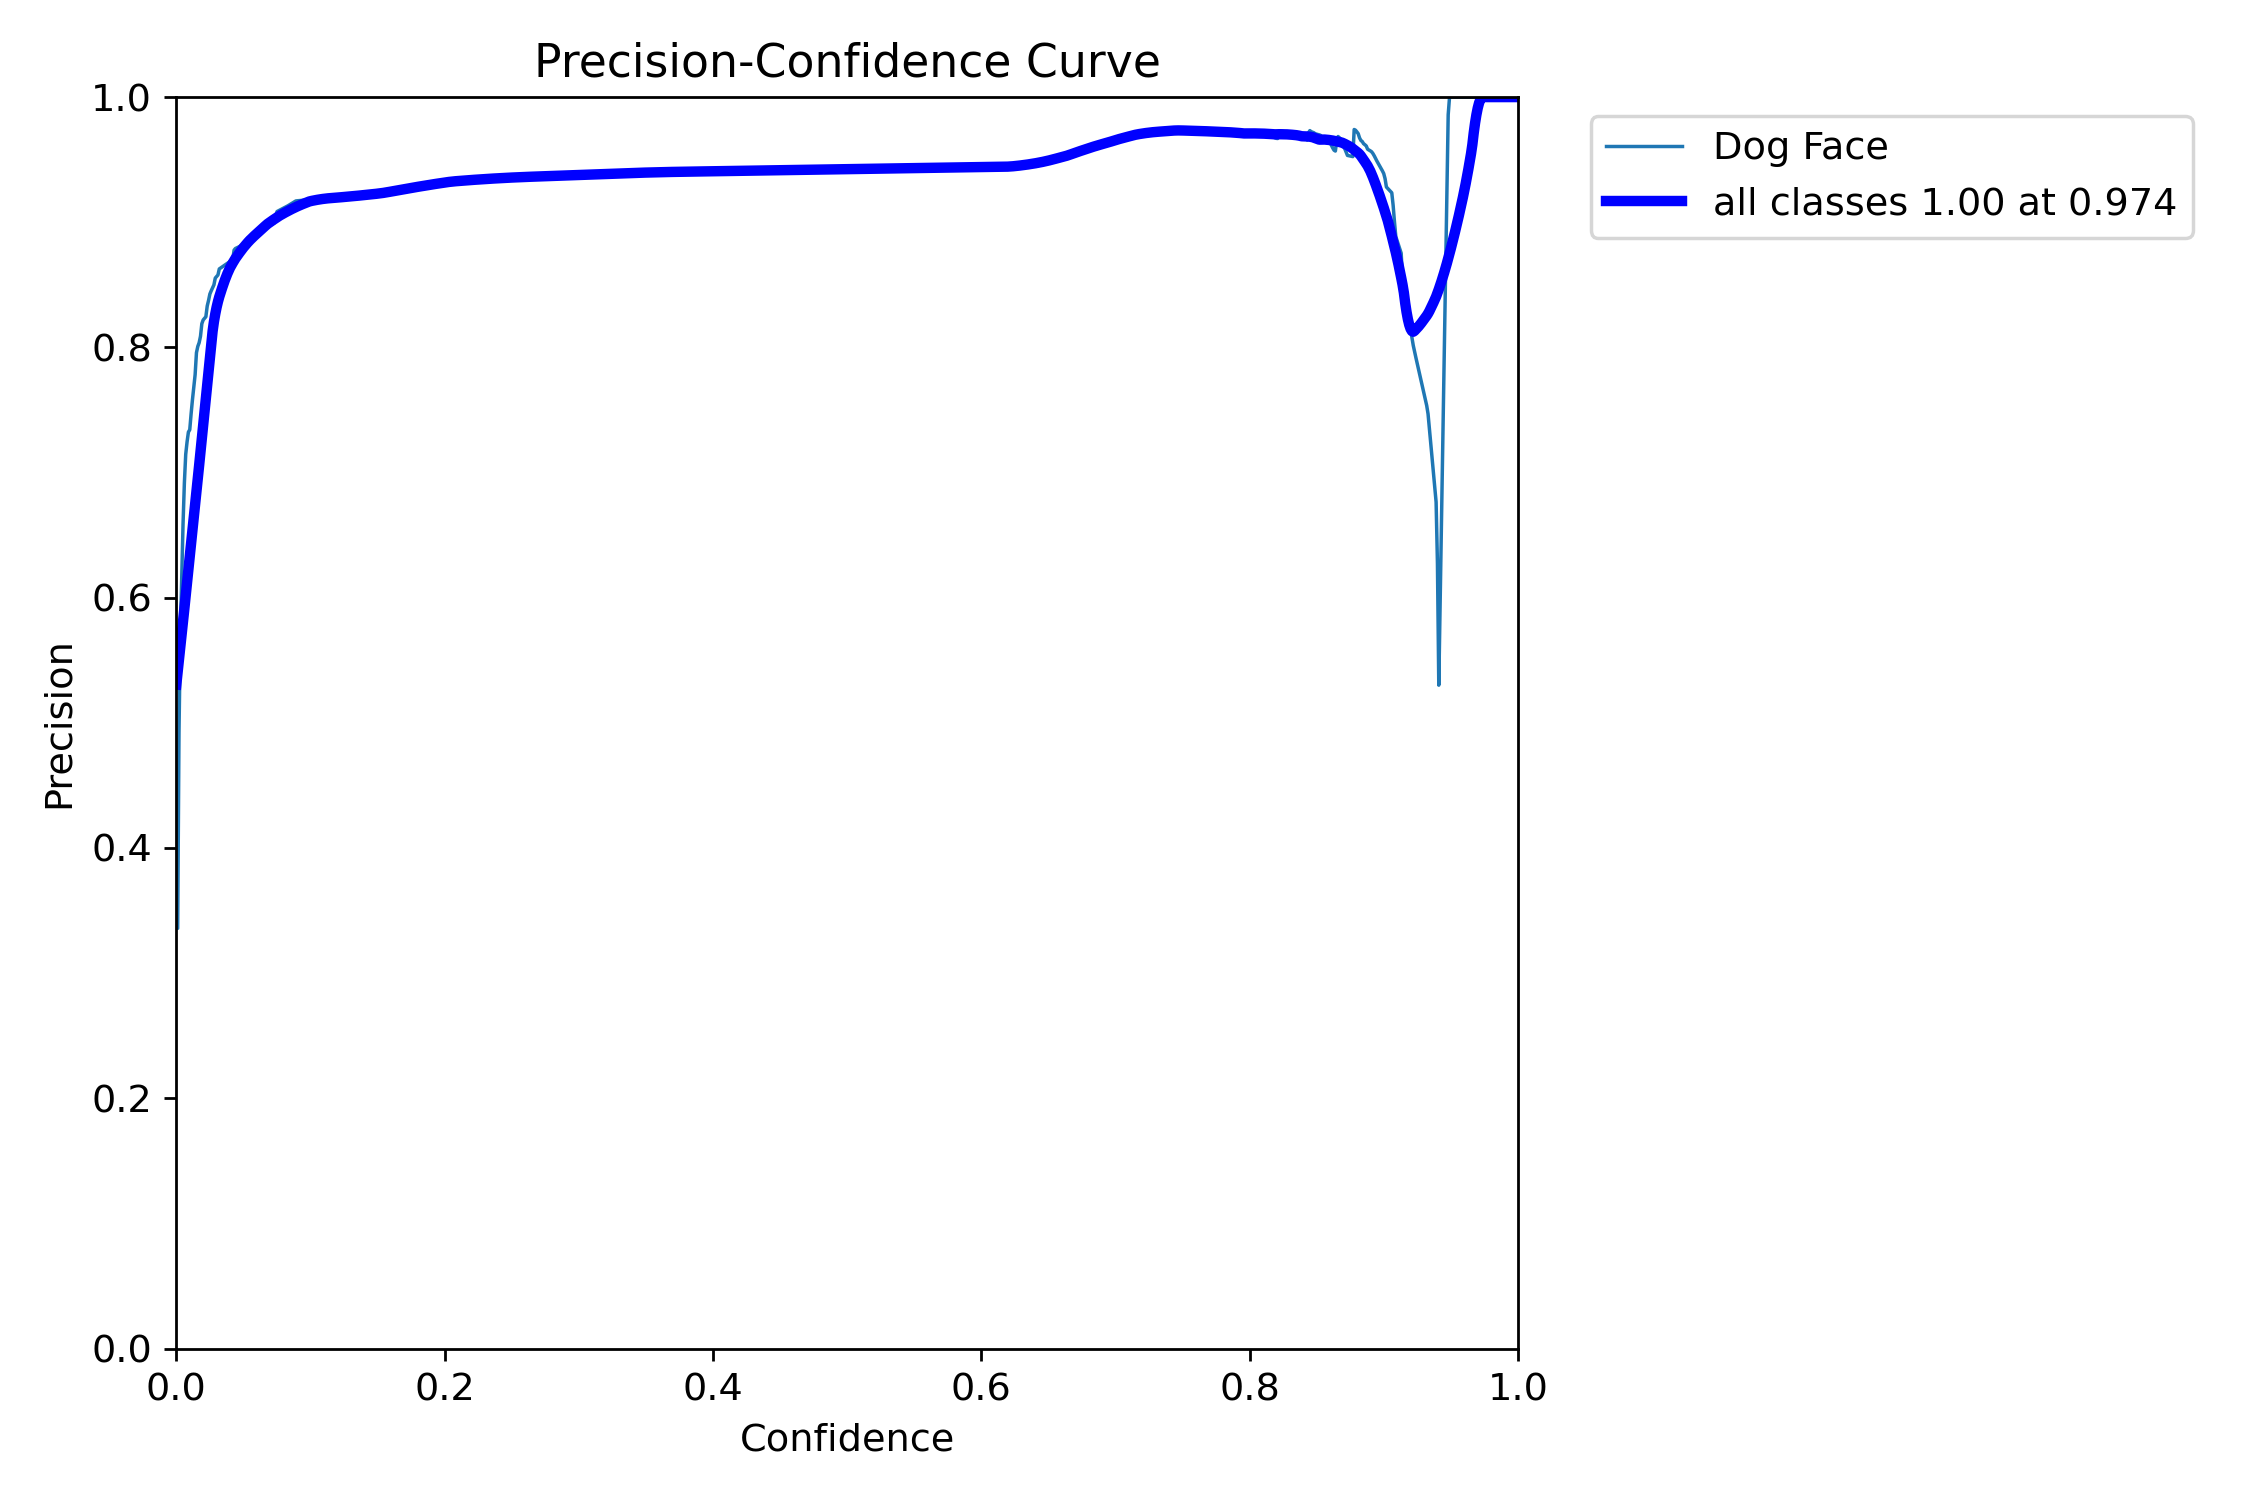 Precision-Confidence Curve
1.0
0.8
0.6
0.4
0.2
0.0
Precision
0.0 0.2 0.4 0.6 0.8 1.0
Confidence
Dog Face
all classes 1.00 at 0.974